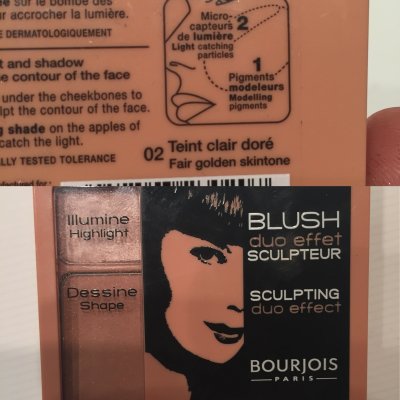 sur le bombé des
ur accrocher la lumière.
E DERMATOLOGIQUEMENT
t and shadow
e contour of the face
under the cheekbones to
pt the contour of the face.
g shade on the apples of
catch the light.
LLY TESTED TOLERANCE
Micro-
capteurs 2
de lumière
Light catching
particles
1
Pigments
modeleurs
Modelling
pigments
02 Teint clair doré
Fair golden skintone
Illumine
Highlight
Dessine
Shape
BLUSH
duo effet
SCULPTEUR
SCULPTING
duo effect
BOURJOIS
PARIS